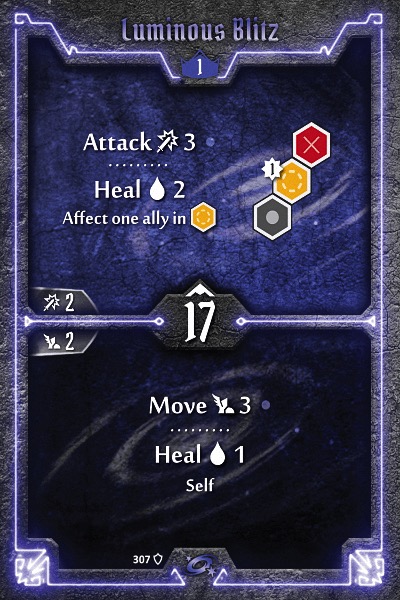 Luminous Blitz
1
Attack 3
1
Heal 2
Affect one ally in
2
17
2
Move 3
Heal 1
Self
307